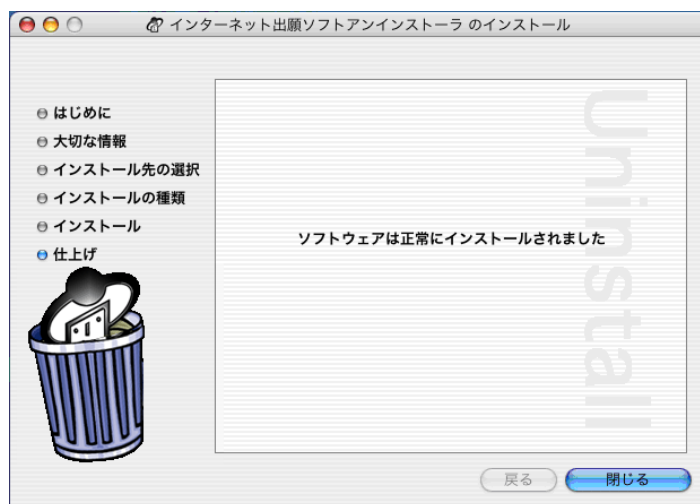 インターネット出願ソフトアンインストーラ のインストール
はじめに
大切な情報
インストール先の選択
インストールの種類
インストール
仕上げ
ソフトウェアは正常にインストールされました
Uninstall
戻る
閉じる